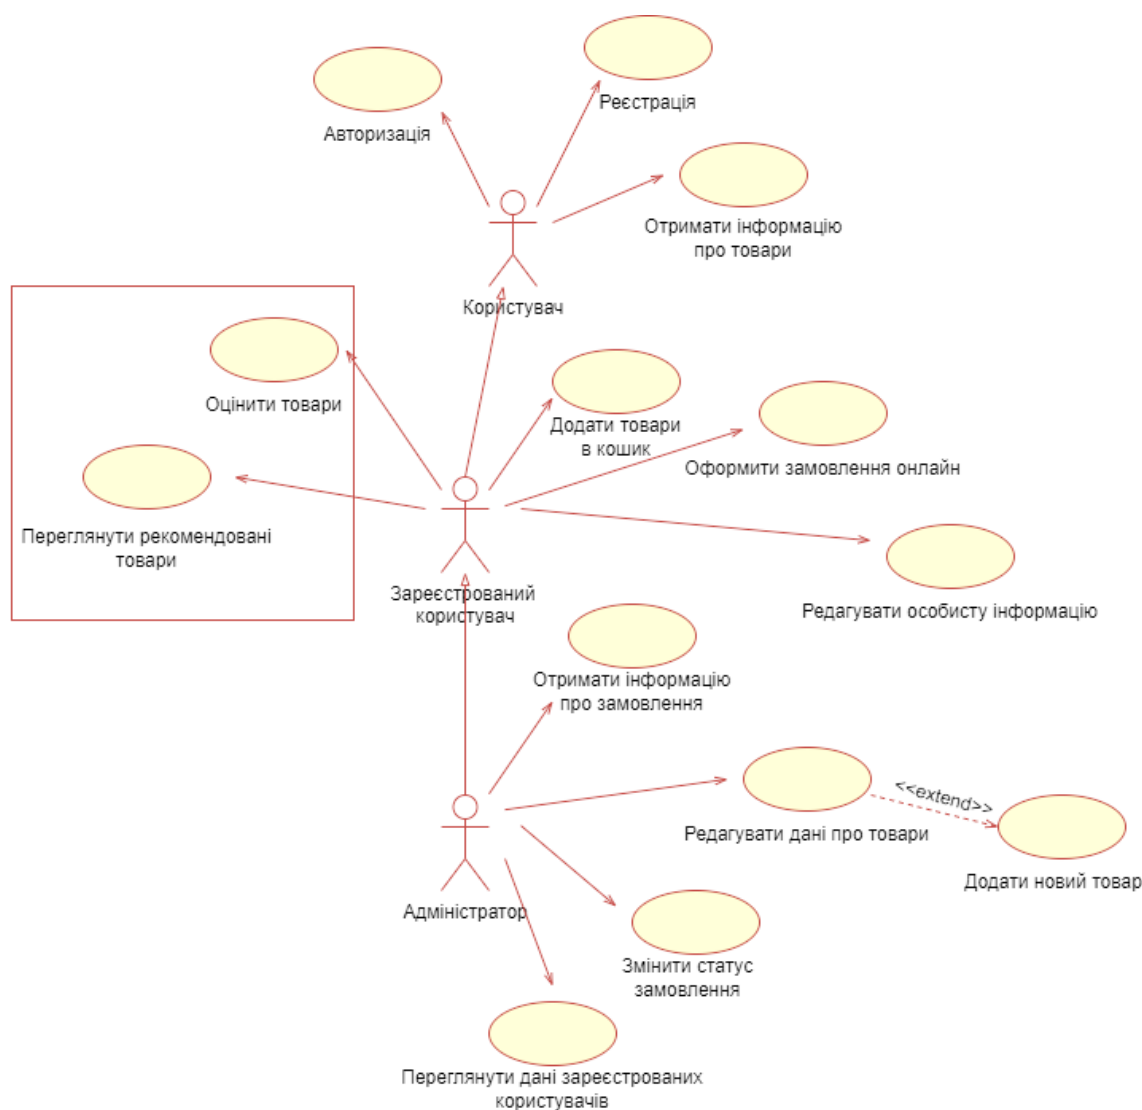 Реєстрація
Авторизація
Отримати інформацію
про товари
Користувач
Оцінити товари
Додати товари
в кошик
Оформити замовлення онлайн
Переглянути рекомендовані
товари
Зареєстрований
користувач
Редагувати особисту інформацію
Отримати інформацію
про замовлення
<<extend>>
Редагувати дані про товари
Додати новий товар
Адміністратор
Змінити статус
замовлення
Переглянути дані зареєстрованих
користувачів